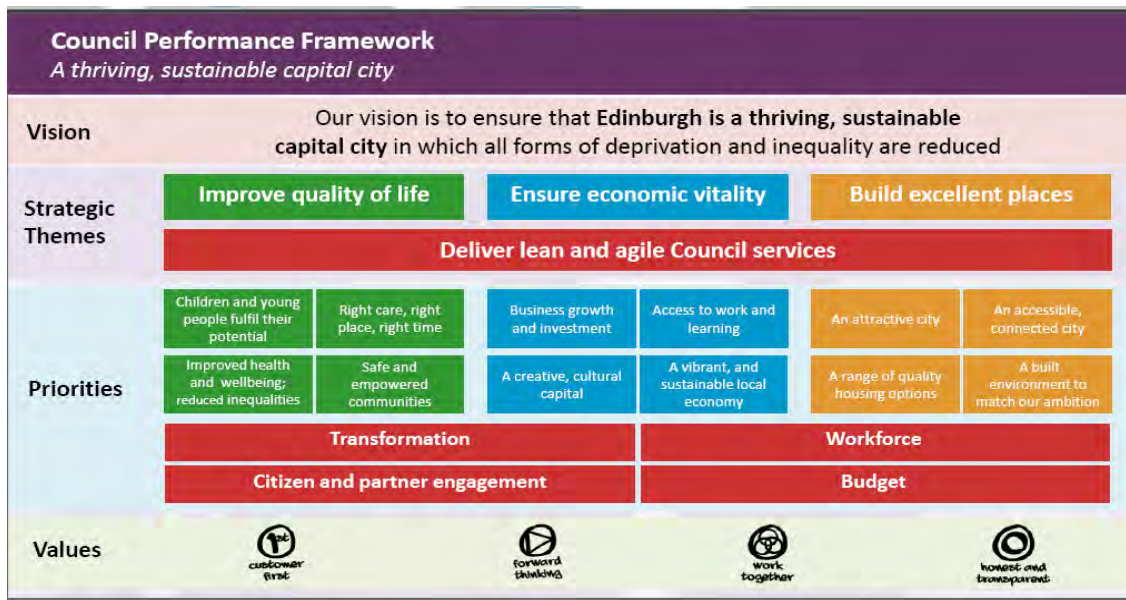 Council Performance Framework
A thriving, sustainable capital city
Vision
Our vision is to ensure that Edinburgh is a thriving, sustainable
capital city in which all forms of deprivation and inequality are reduced
Strategic
Themes
Improve quality of life
Ensure economic vitality
Build excellent places
Deliver lean and agile Council services
Priorities
Children and young
people fulfil their
potential
Right care, right
place, right time
Business growth
and investment
Access to work and
learning
An attractive city
An accessible,
connected city
Improved health
and wellbeing;
reduced inequalities
Safe and
empowered
communities
A creative, cultural
capital
A vibrant, and
sustainable local
economy
A range of quality
housing options
A built
environment to
match our ambition
Transformation
Workforce
Citizen and partner engagement
Budget
Values
1st
customer
first
forward
thinking
work
together
honest and
transparent